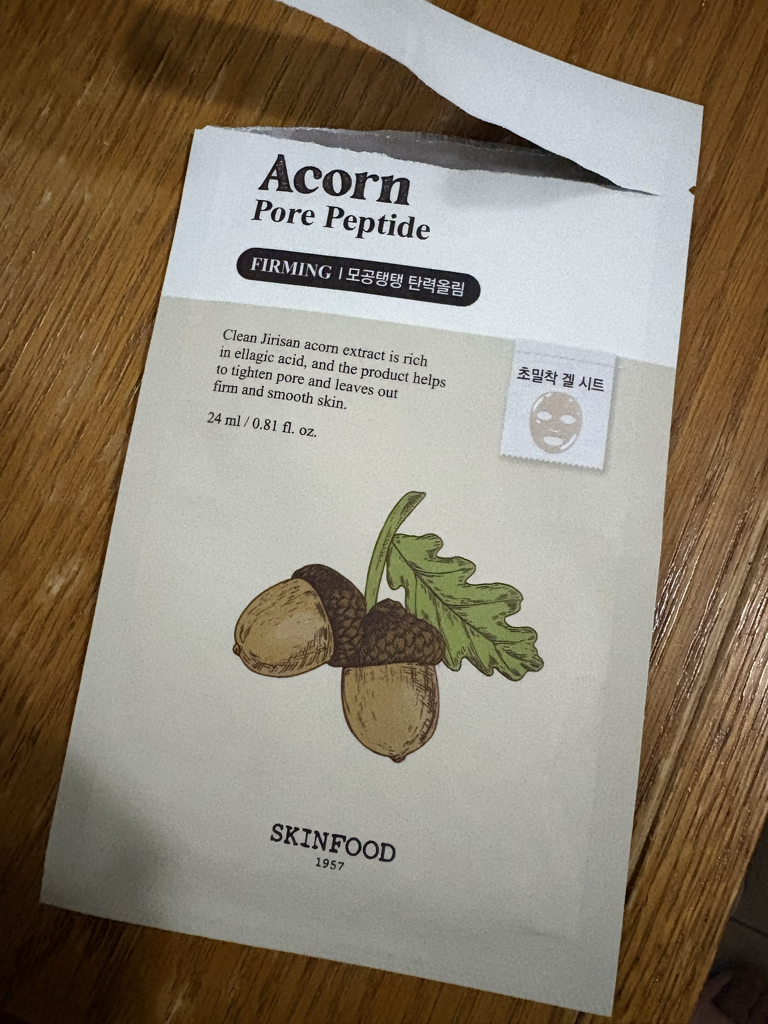 Acorn
Pore Peptide
FIRMING | 모공탱탱 탄력올림
Clean Jirisan acorn extract is rich
in ellagic acid, and the product helps
to tighten pore and leaves out
firm and smooth skin.
24 ml / 0.81 fl. oz.
초밀착 겔 시트
SKINFOOD
1957